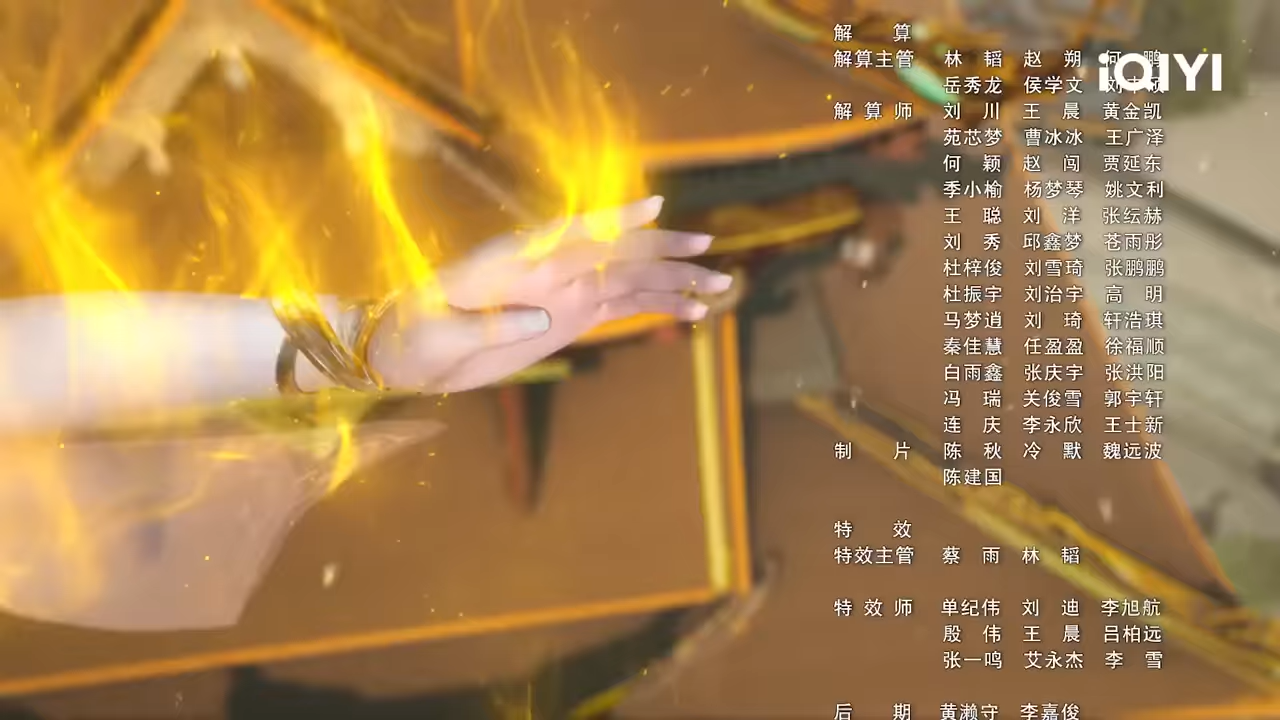 解 算
iQIYI
解算主管 林 韬 赵 朔 何 鹏
岳秀龙 侯学文
解 算 师 刘 川 王 晨 黄金凯
苑芯梦 曹冰冰 王广泽
何 颖 赵 闯 贾延东
季小榆 杨梦琴 姚文利
王 聪 刘 洋 张纭赫
刘 秀 邱鑫梦 苍雨彤
杜梓俊 刘雪琦 张鹏鹏
杜振宇 刘治宇 高 明
马梦逍 刘 琦 轩浩琪
秦佳慧 任盈盈 徐福顺
白雨鑫 张庆宇 张洪阳
冯 瑞 关俊雪 郭宇轩
连 庆 李永欣 王士新
制 片 陈 秋 冷 默 魏远波
陈建国
特 效
特效主管 蔡 雨 林 韬
特 效 师 单纪伟 刘 迪 李旭航
殷 伟 王 晨 吕柏远
张一鸣 艾永杰 李 雪
后 期 黄濑守 李嘉俊